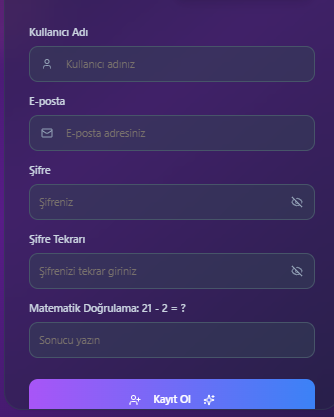 Kullanıcı Adı
Kullanıcı adınız
E-posta
E-posta adresiniz
Şifre
Şifreniz
Şifre Tekrarı
Şifrenizi tekrar giriniz
Matematik Doğrulama: 21 - 2 = ?
Sonucu yazın
Kayıt Ol